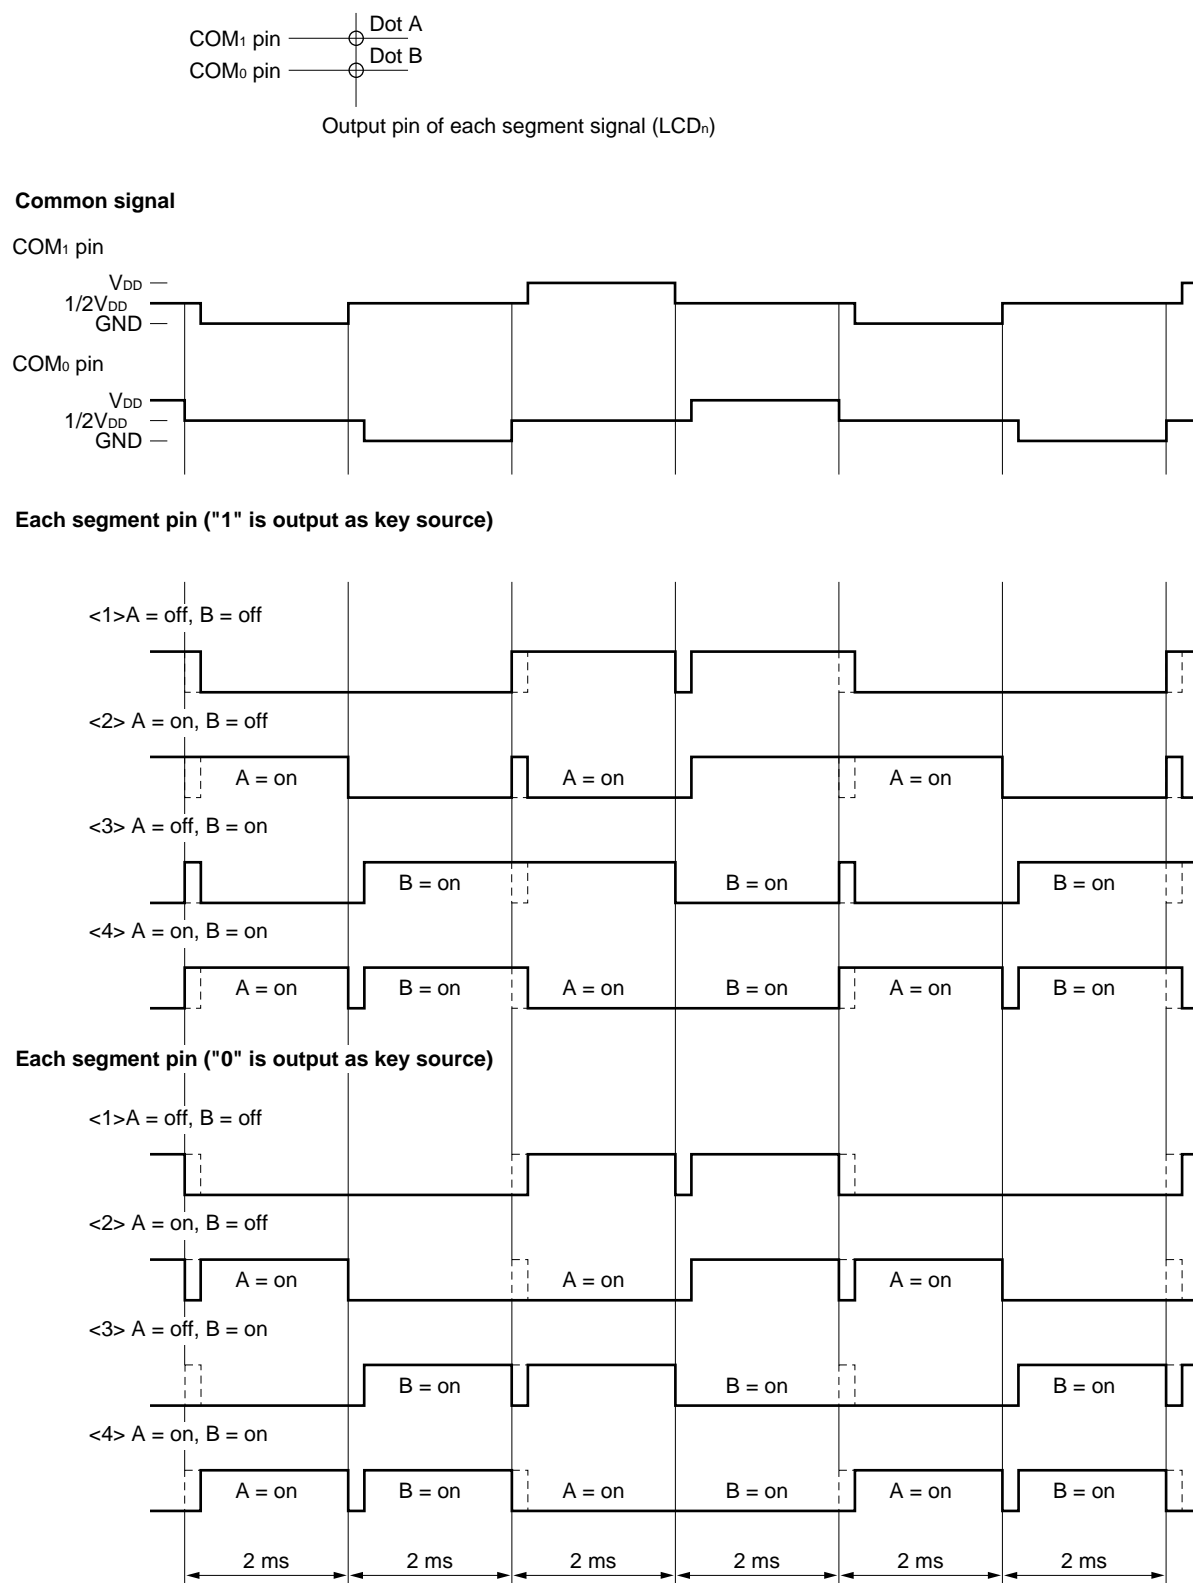 COM₁ pin
Dot A
COM₀ pin
Dot B
Output pin of each segment signal (LCDₙ)
Common signal
COM₁ pin
VDD
1/2VDD
GND
COM₀ pin
VDD
1/2VDD
GND
Each segment pin ("1" is output as key source)
<1>A = off, B = off
<2> A = on, B = off
A = on A = on A = on
<3> A = off, B = on
B = on B = on B = on
<4> A = on, B = on
A = on B = on A = on B = on A = on B = on
Each segment pin ("0" is output as key source)
<1>A = off, B = off
<2> A = on, B = off
A = on A = on A = on
<3> A = off, B = on
B = on B = on B = on
<4> A = on, B = on
A = on B = on A = on B = on A = on B = on
2 ms 2 ms 2 ms 2 ms 2 ms 2 ms